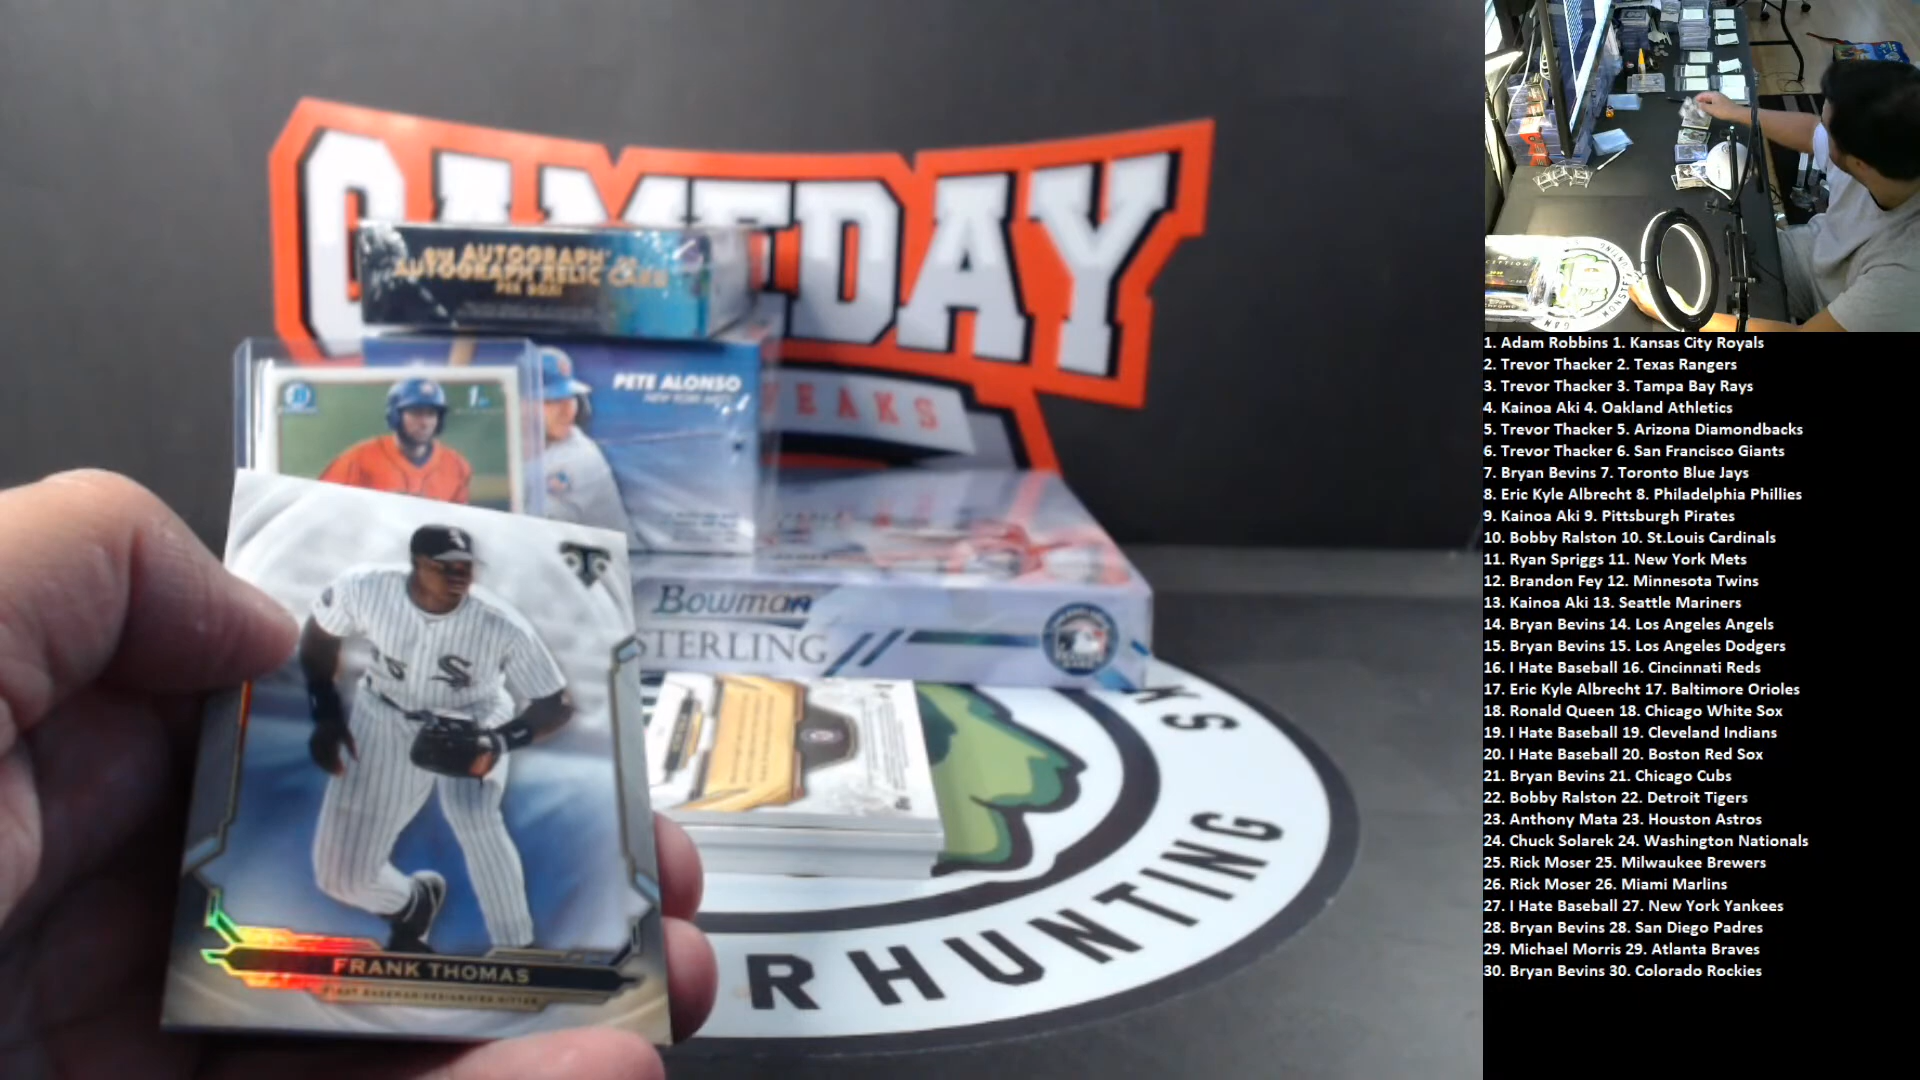 GAMEDAY
BREAKS
AUTOGRAPH
AUTOGRAPH RELIC CARD
PER BOX!
PETE ALONSO
NEW YORK METS
1st
Bowman
STERLING
FRANK THOMAS
FIRST BASEMAN/DESIGNATED HITTER
KS
RHUNTING
1. Adam Robbins 1. Kansas City Royals
2. Trevor Thacker 2. Texas Rangers
3. Trevor Thacker 3. Tampa Bay Rays
4. Kainoa Aki 4. Oakland Athletics
5. Trevor Thacker 5. Arizona Diamondbacks
6. Trevor Thacker 6. San Francisco Giants
7. Bryan Bevins 7. Toronto Blue Jays
8. Eric Kyle Albrecht 8. Philadelphia Phillies
9. Kainoa Aki 9. Pittsburgh Pirates
10. Bobby Ralston 10. St.Louis Cardinals
11. Ryan Spriggs 11. New York Mets
12. Brandon Fey 12. Minnesota Twins
13. Kainoa Aki 13. Seattle Mariners
14. Bryan Bevins 14. Los Angeles Angels
15. Bryan Bevins 15. Los Angeles Dodgers
16. I Hate Baseball 16. Cincinnati Reds
17. Eric Kyle Albrecht 17. Baltimore Orioles
18. Ronald Queen 18. Chicago White Sox
19. I Hate Baseball 19. Cleveland Indians
20. I Hate Baseball 20. Boston Red Sox
21. Bryan Bevins 21. Chicago Cubs
22. Bobby Ralston 22. Detroit Tigers
23. Anthony Mata 23. Houston Astros
24. Chuck Solarek 24. Washington Nationals
25. Rick Moser 25. Milwaukee Brewers
26. Rick Moser 26. Miami Marlins
27. I Hate Baseball 27. New York Yankees
28. Bryan Bevins 28. San Diego Padres
29. Michael Morris 29. Atlanta Braves
30. Bryan Bevins 30. Colorado Rockies